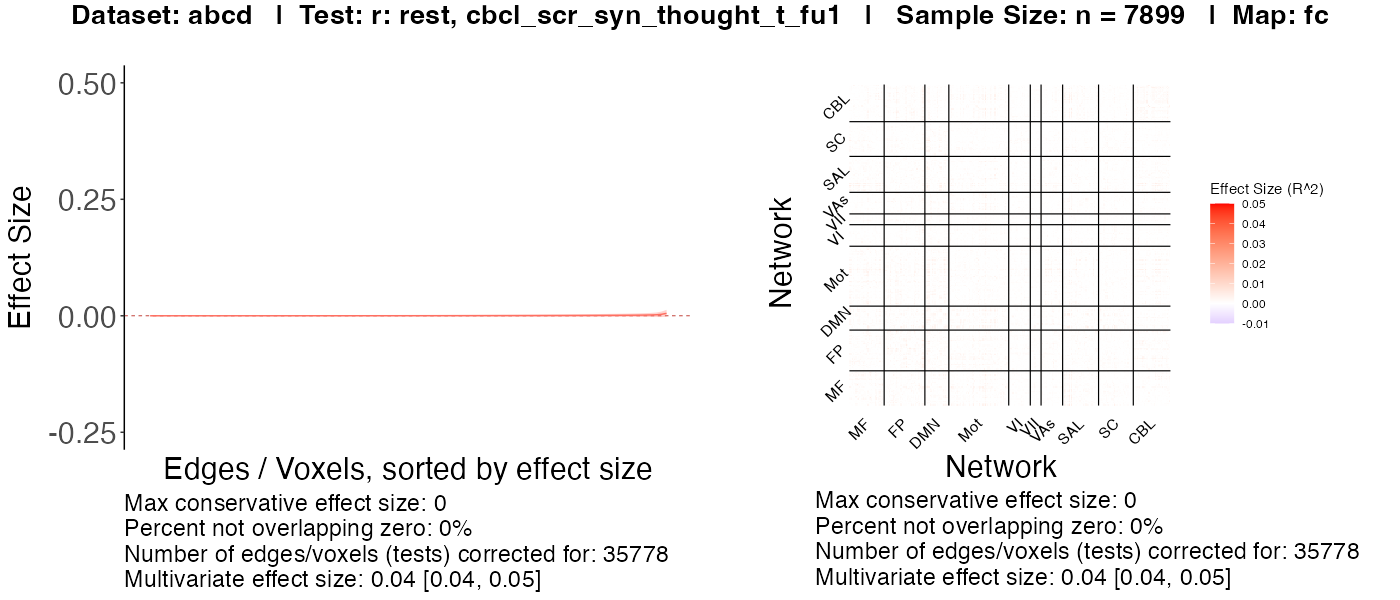 Dataset: abcd | Test: r: rest, cbcl_scr_syn_thought_t_fu1 | Sample Size: n = 7899 | Map: fc
0.50
0.25
0.00
-0.25
Effect Size
Edges / Voxels, sorted by effect size
Max conservative effect size: 0
Percent not overlapping zero: 0%
Number of edges/voxels (tests) corrected for: 35778
Multivariate effect size: 0.04 [0.04, 0.05]
Network
CBL
SC
SAL
VAs
VII
VI
Mot
DMN
FP
MF
MF
FP
DMN
Mot
VI
VII
VAs
SAL
SC
CBL
Network
Effect Size (R^2)
0.05
0.04
0.03
0.02
0.01
0.00
-0.01
Max conservative effect size: 0
Percent not overlapping zero: 0%
Number of edges/voxels (tests) corrected for: 35778
Multivariate effect size: 0.04 [0.04, 0.05]